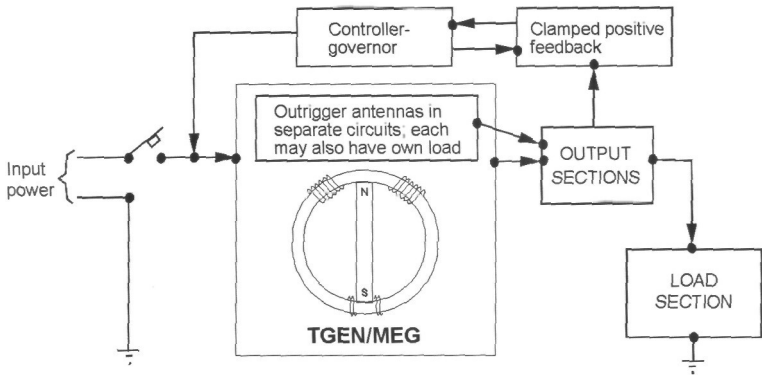 Controller-
governor
Clamped positive
feedback
Outrigger antennas in
separate circuits; each
may also have own load
Input
power
OUTPUT
SECTIONS
N
S
TGEN/MEG
LOAD
SECTION